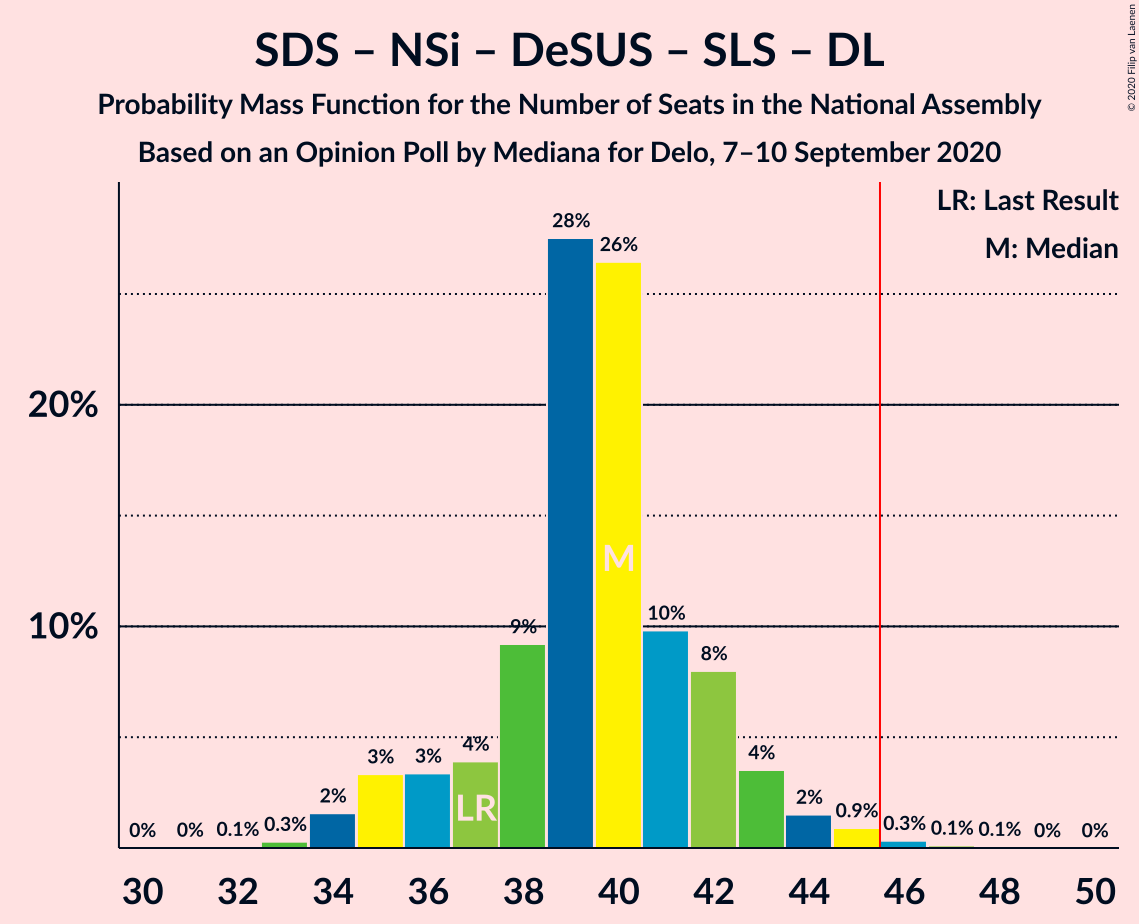 SDS – NSi – DeSUS – SLS – DL
Probability Mass Function for the Number of Seats in the National Assembly
Based on an Opinion Poll by Mediana for Delo, 7–10 September 2020
© 2020 Filip van Laenen
LR: Last Result
M: Median
20%
10%
0%
0%
0.1%
0.3%
2%
3%
3%
4%
9%
28%
26%
10%
8%
4%
2%
0.9%
0.3%
0.1%
0.1%
0%
0%
LR
M
30 32 34 36 38 40 42 44 46 48 50